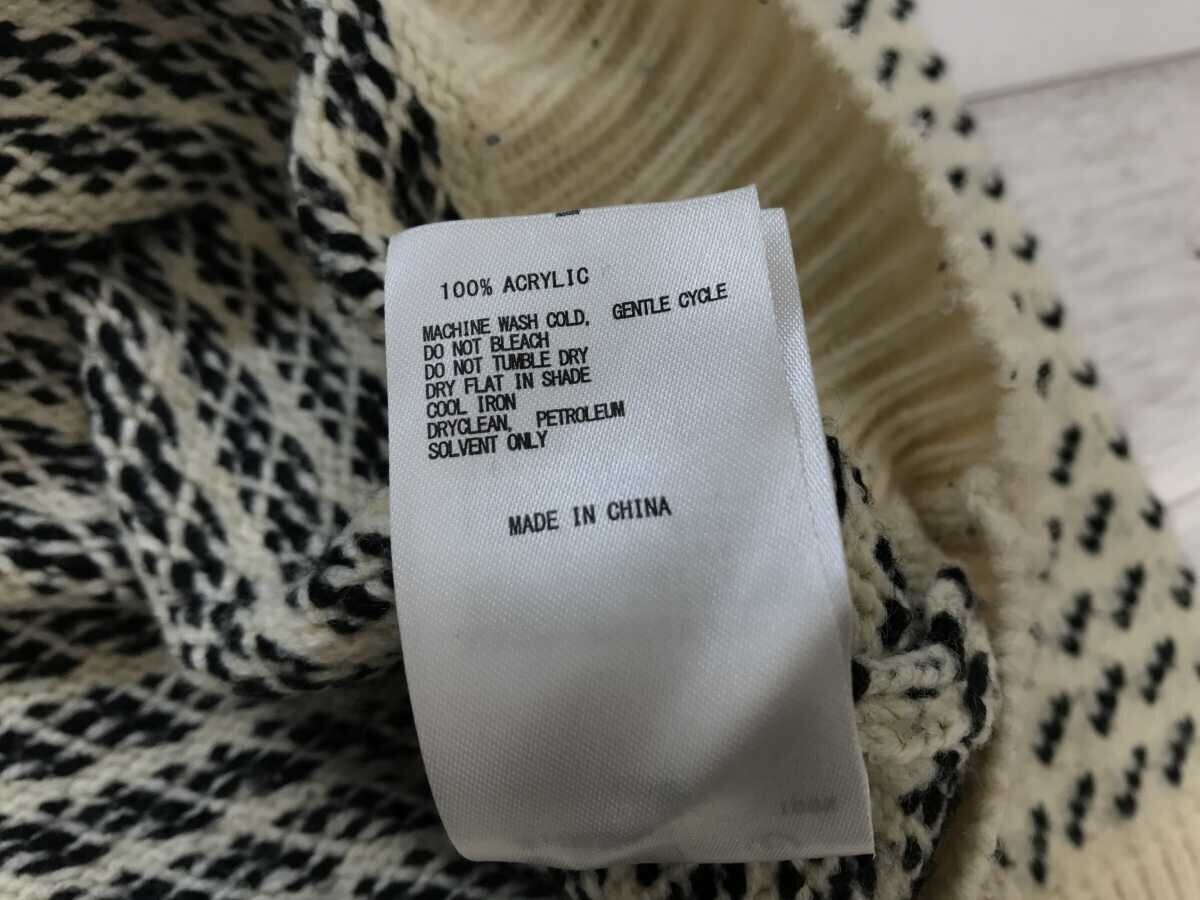 100% ACRYLIC
MACHINE WASH COLD, GENTLE CYCLE
DO NOT BLEACH
DO NOT TUMBLE DRY
DRY FLAT IN SHADE
COOL IRON
DRYCLEAN, PETROLEUM
SOLVENT ONLY
MADE IN CHINA